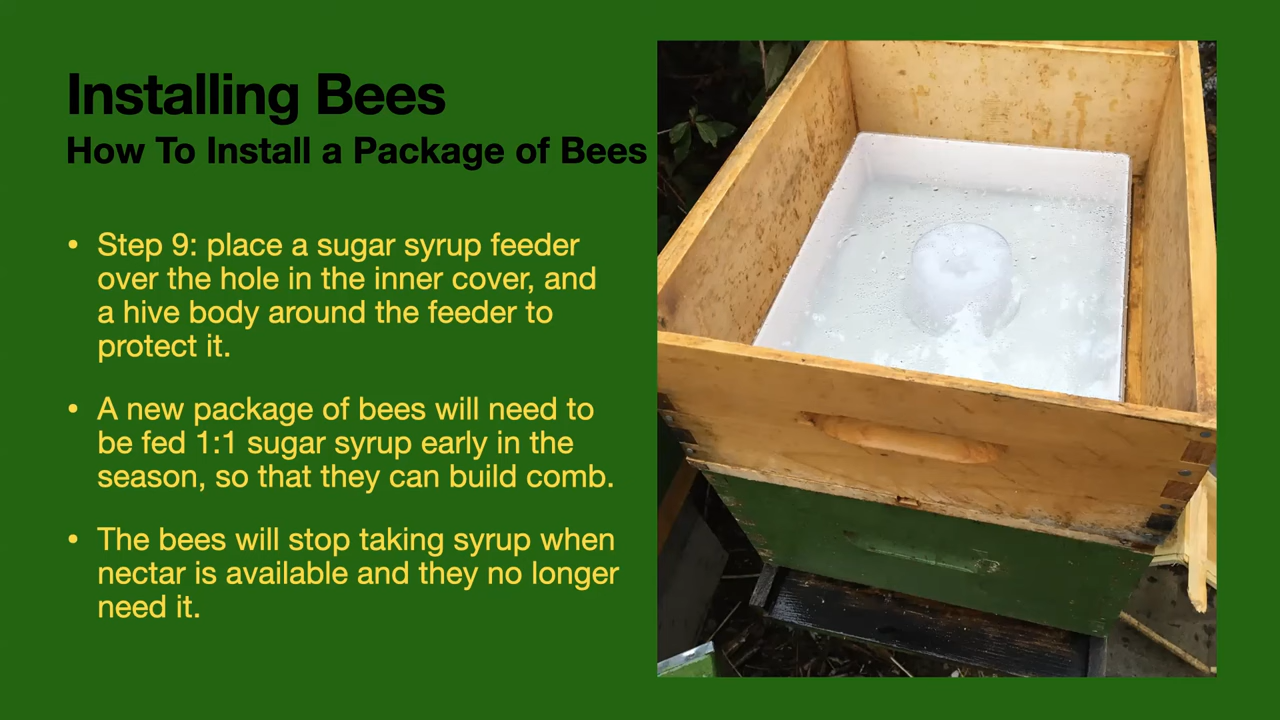 Installing Bees
How To Install a Package of Bees
• Step 9: place a sugar syrup feeder
over the hole in the inner cover, and
a hive body around the feeder to
protect it.
• A new package of bees will need to
be fed 1:1 sugar syrup early in the
season, so that they can build comb.
• The bees will stop taking syrup when
nectar is available and they no longer
need it.